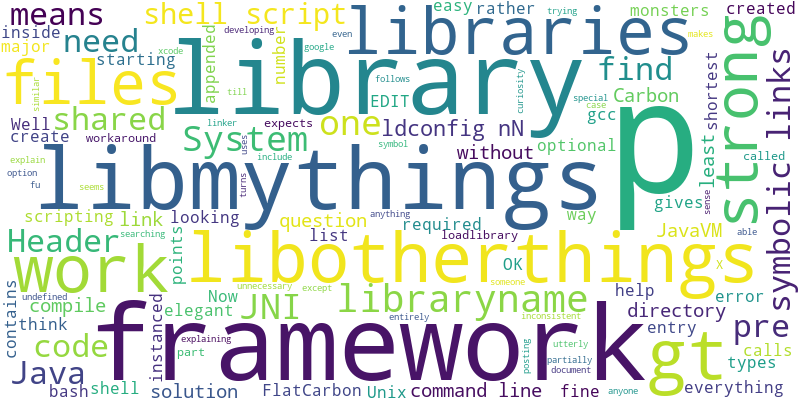 means shell script libraries easy rather trying monsters created
inside developing even google makes
major need xcode number
starting appended library find strong
files till follows curiosity special case
similar EDIT Carbon shortest
Well shared one ldconfig nN gcc links
create workaround System linker expects without optional least called
explain symbol
option fu include libmythings p symbolic
seems turns uses gives sense able
scripting link looking question required way
searching points list anything loadlibrary JavaVM
Header libotherthings OK x
work unnecessary except someone help error
contains undefined Now JNI libraryname directory
compile elegant entirely inconsistent entry pre
think code instanced explaining framework gt calls
part utterly types
Java posting partially
bash shell solution FlatCarbon Unix command line fine document anyone everything